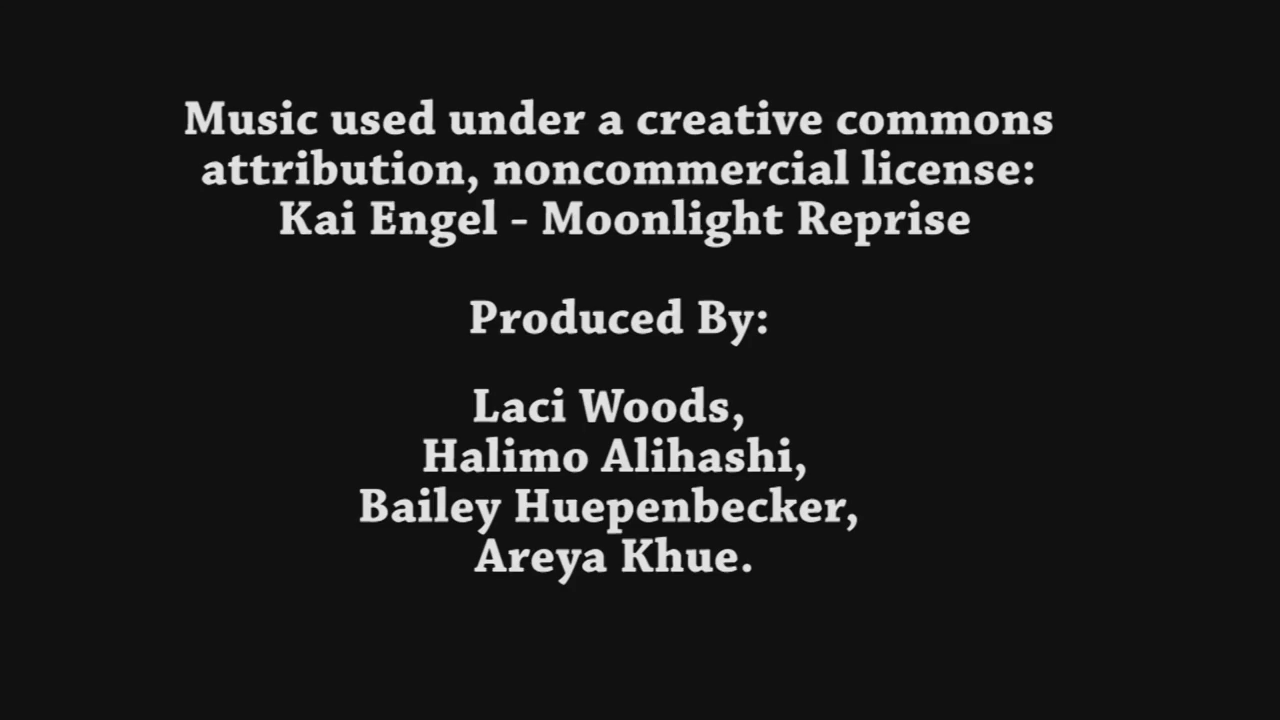 Music used under a creative commons
attribution, noncommercial license:
Kai Engel - Moonlight Reprise
Produced By:
Laci Woods,
Halimo Alihashi,
Bailey Huepenbecker,
Areya Khue.